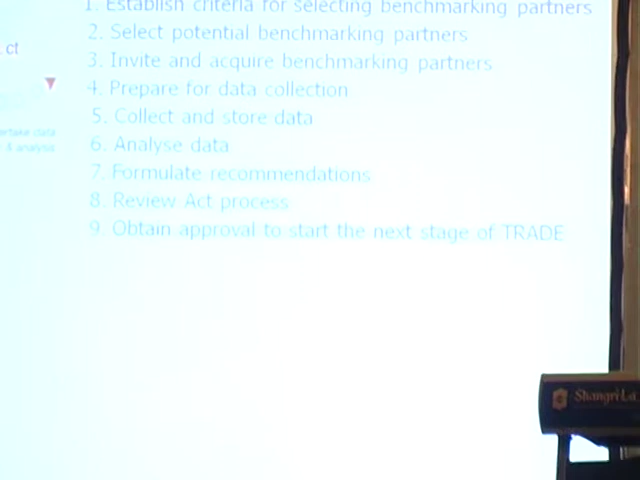 1. Establish criteria for selecting benchmarking partners
2. Select potential benchmarking partners
ct
3. Invite and acquire benchmarking partners
4. Prepare for data collection
5. Collect and store data
data
& analysis
6. Analyse data
7. Formulate recommendations
8. Review Act process
9. Obtain approval to start the next stage of TRADE
Shangri-La